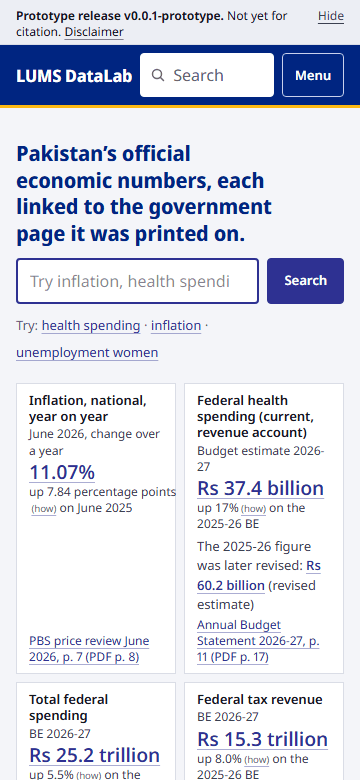 Prototype release v0.0.1-prototype. Not yet for
citation. Disclaimer
Hide
LUMS DataLab
Search
Menu
Pakistan’s official
economic numbers, each
linked to the government
page it was printed on.
Try inflation, health spendi
Search
Try: health spending · inflation ·
unemployment women
Inflation, national,
year on year
June 2026, change over
a year
11.07%
up 7.84 percentage points
(how) on June 2025
PBS price review June
2026, p. 7 (PDF p. 8)
Federal health
spending (current,
revenue account)
Budget estimate 2026-
27
Rs 37.4 billion
up 17% (how) on the
2025-26 BE
The 2025-26 figure
was later revised: Rs
60.2 billion (revised
estimate)
Annual Budget
Statement 2026-27, p.
11 (PDF p. 17)
Total federal
spending
BE 2026-27
Rs 25.2 trillion
up 5.5% (how) on the
Federal tax revenue
BE 2026-27
Rs 15.3 trillion
up 8.0% (how) on the
2025-26 BE